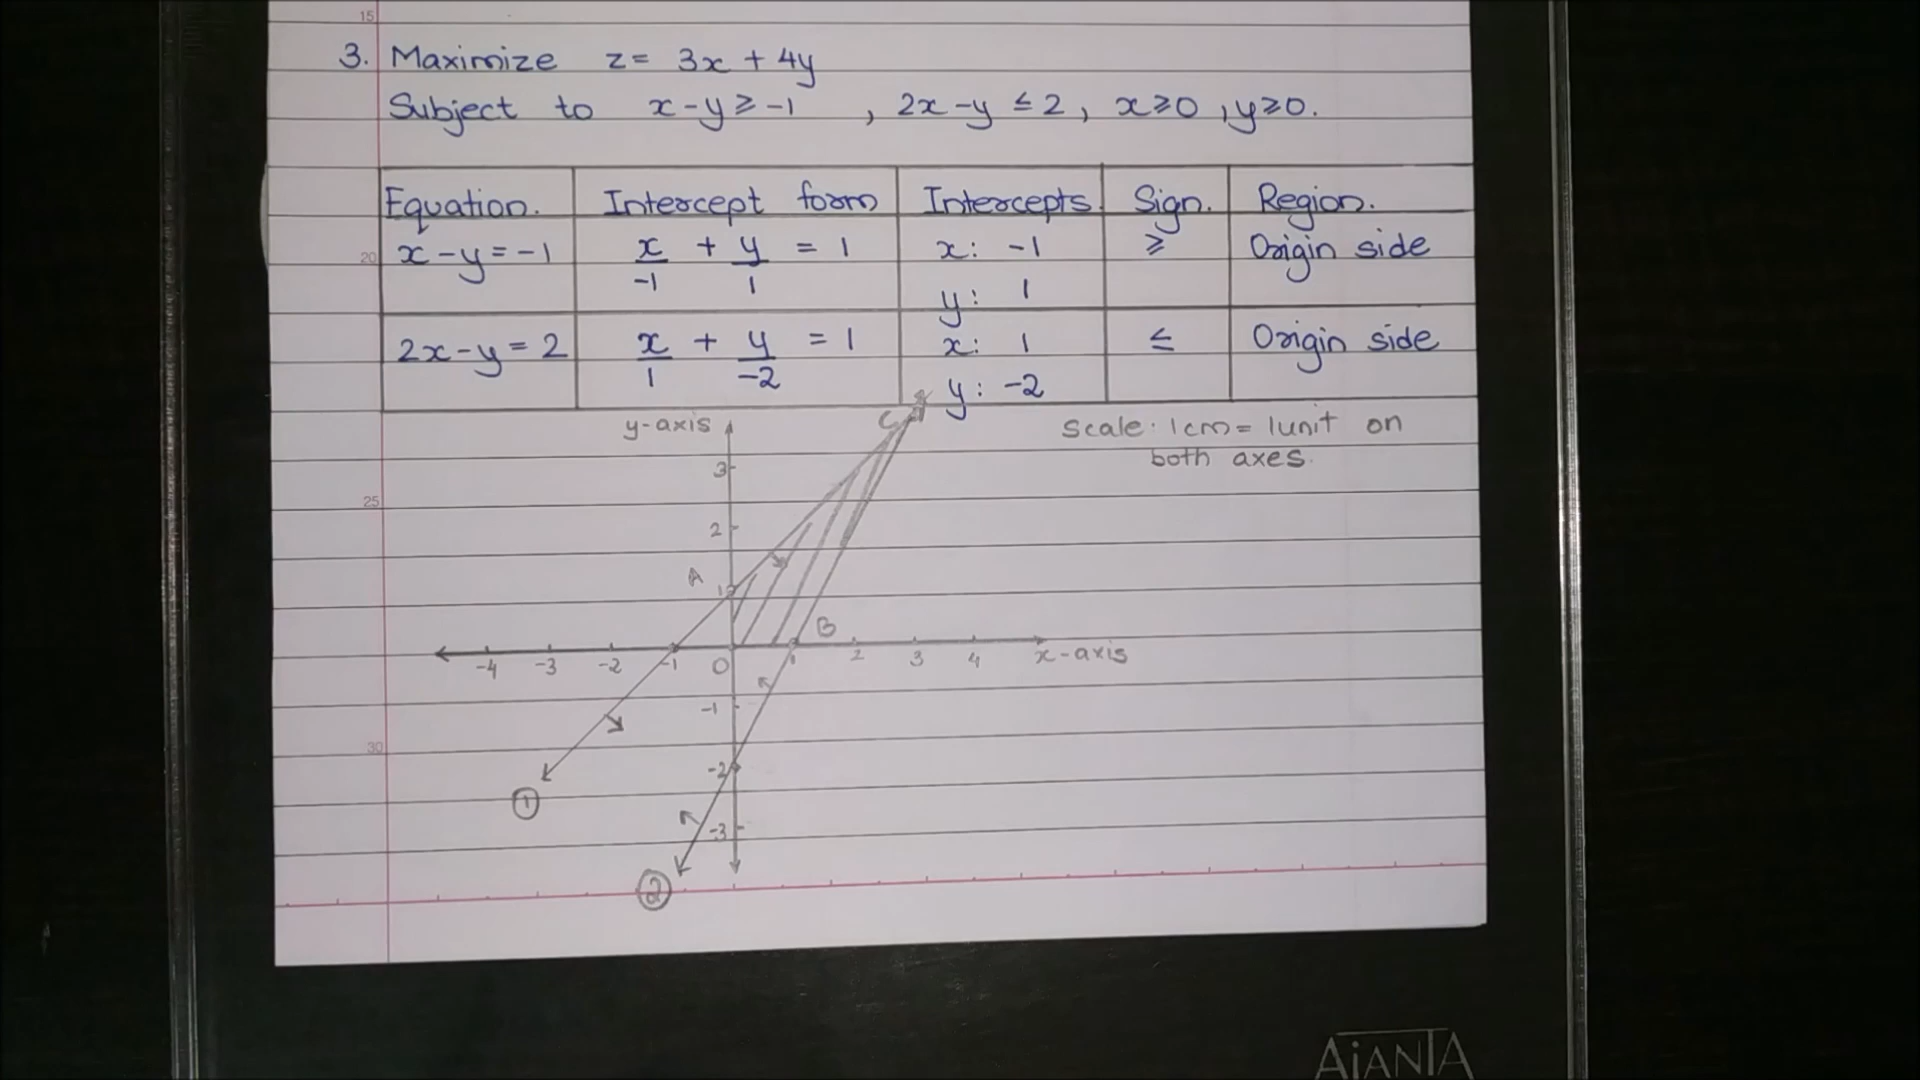 15
3. Maximize z= 3x + 4y
Subject to x-y ≥ -1 , 2x-y ≤ 2, x≥0 , y≥0.
Equation. Intercept form Intercepts. Sign. Region.
20 x-y = -1 x/-1 + y/1 = 1 x: -1 ≥ Origin side
y: 1
2x-y = 2 x/1 + y/-2 = 1 x: 1 ≤ Origin side
y: -2
y-axis C scale: 1cm = 1unit on
both axes.
3
25
2
A 1
B
-4 -3 -2 -1 0 1 2 3 4 x-axis
-1
30
-2
1
-3
2
AJANTA